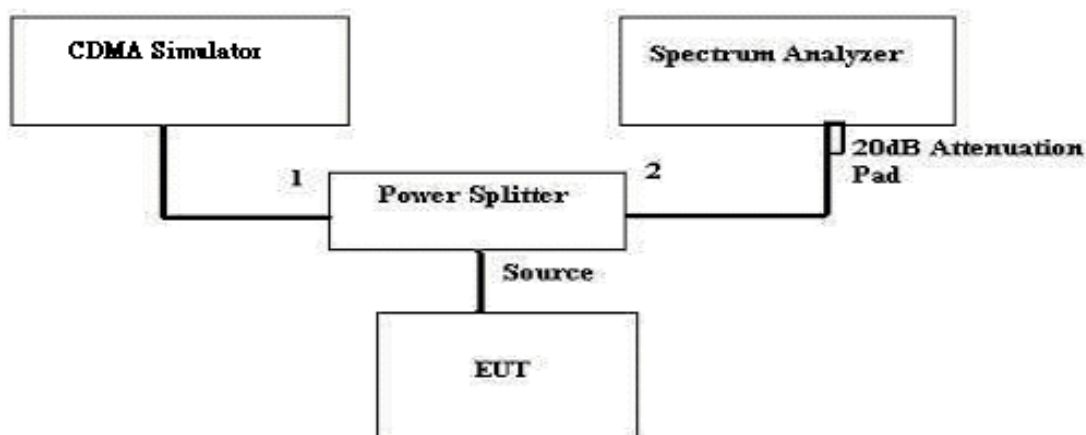 CDMA Simulator
Spectrum Analyzer
20dB Attenuation
Pad
1
2
Power Splitter
Source
EUT